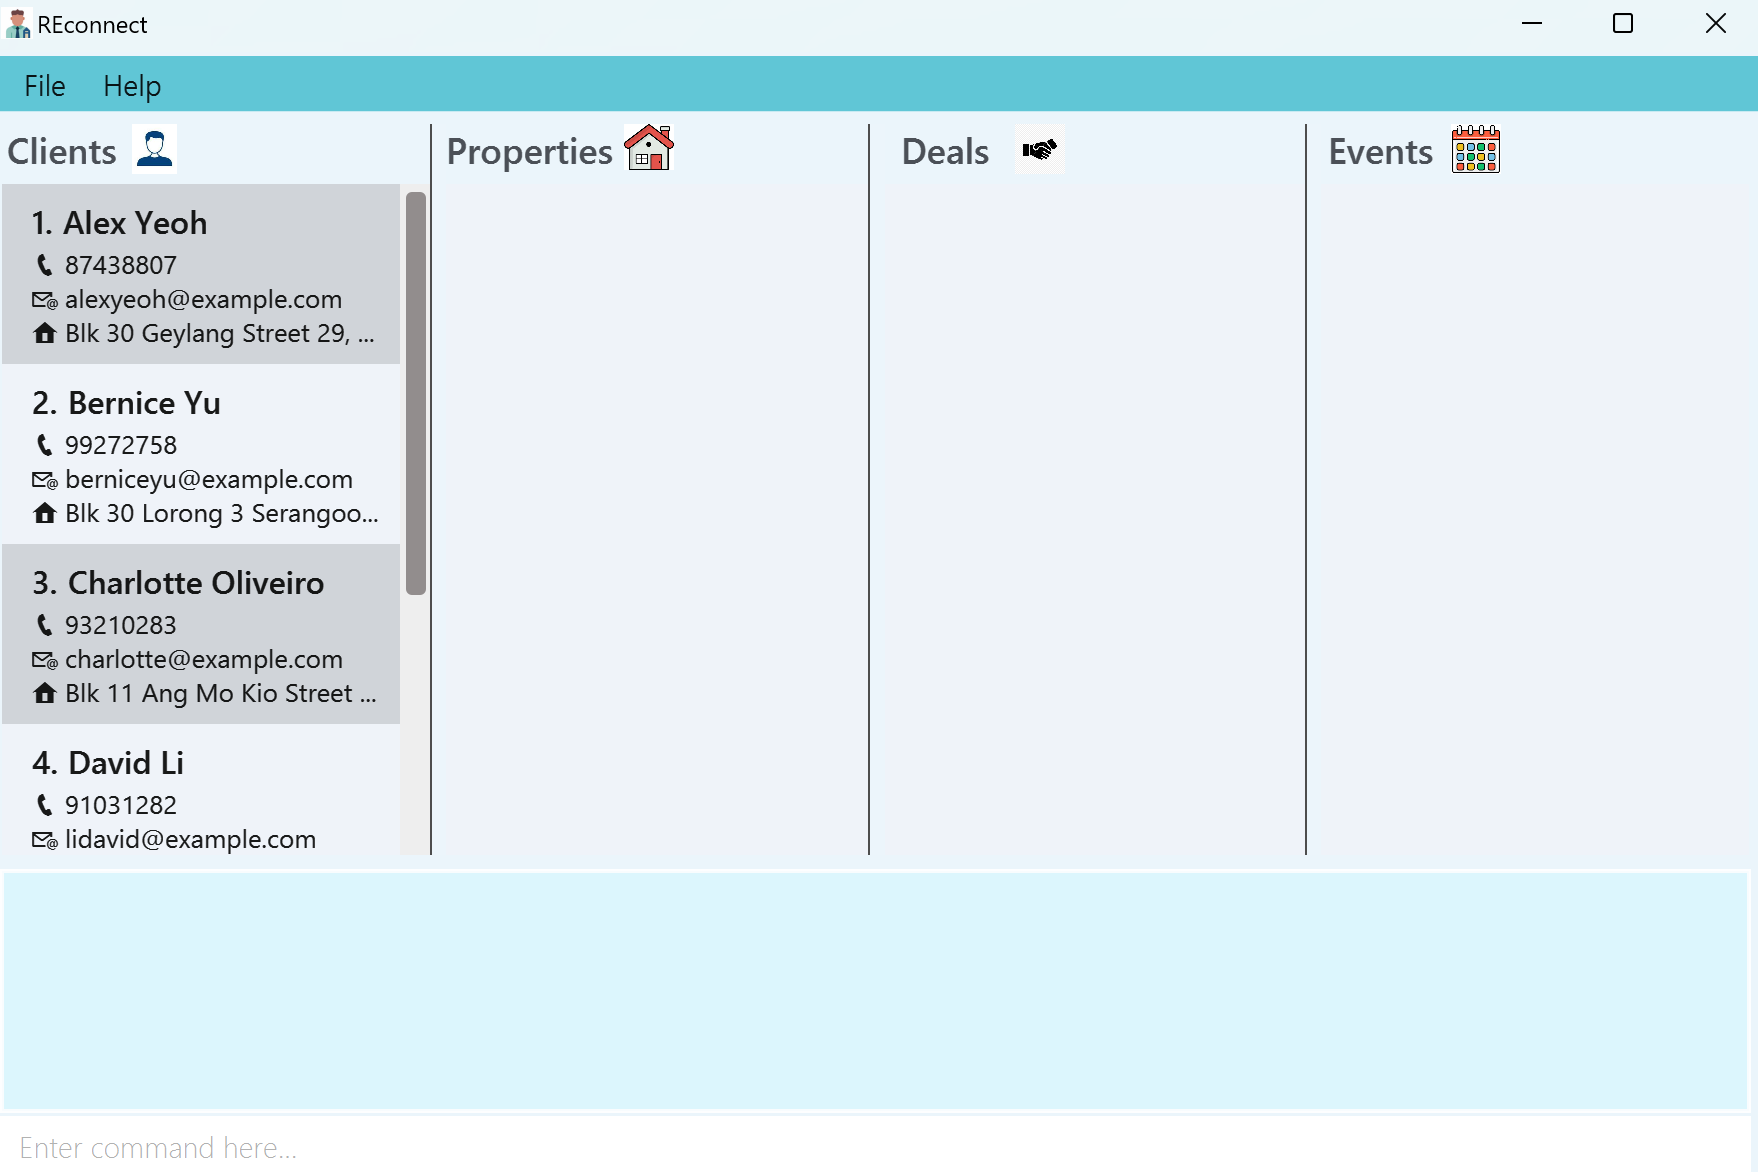 REconnect
File Help
Clients
Properties
Deals
Events
1. Alex Yeoh
87438807
alexyeoh@example.com
Blk 30 Geylang Street 29, ...
2. Bernice Yu
99272758
berniceyu@example.com
Blk 30 Lorong 3 Serangoo...
3. Charlotte Oliveiro
93210283
charlotte@example.com
Blk 11 Ang Mo Kio Street ...
4. David Li
91031282
lidavid@example.com
Enter command here...